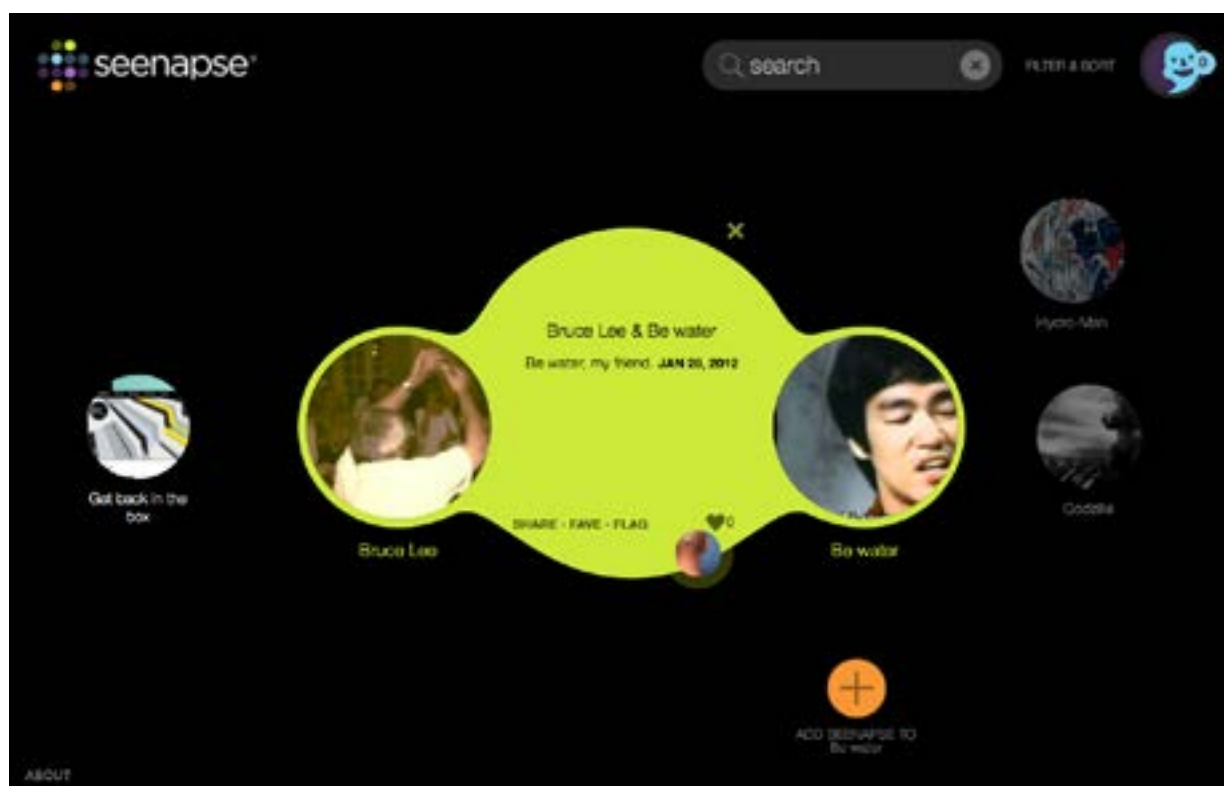 seenapse
search
FILTER & SORT
Bruce Lee & Be water
Be water, my friend. JAN 20, 2012
Hydro-Man
Get back in the
box
SHARE - FAVE - FLAG
0
Bruce Lee
Be water
Godzilla
ADD SEENAPSE TO
Be water
ABOUT